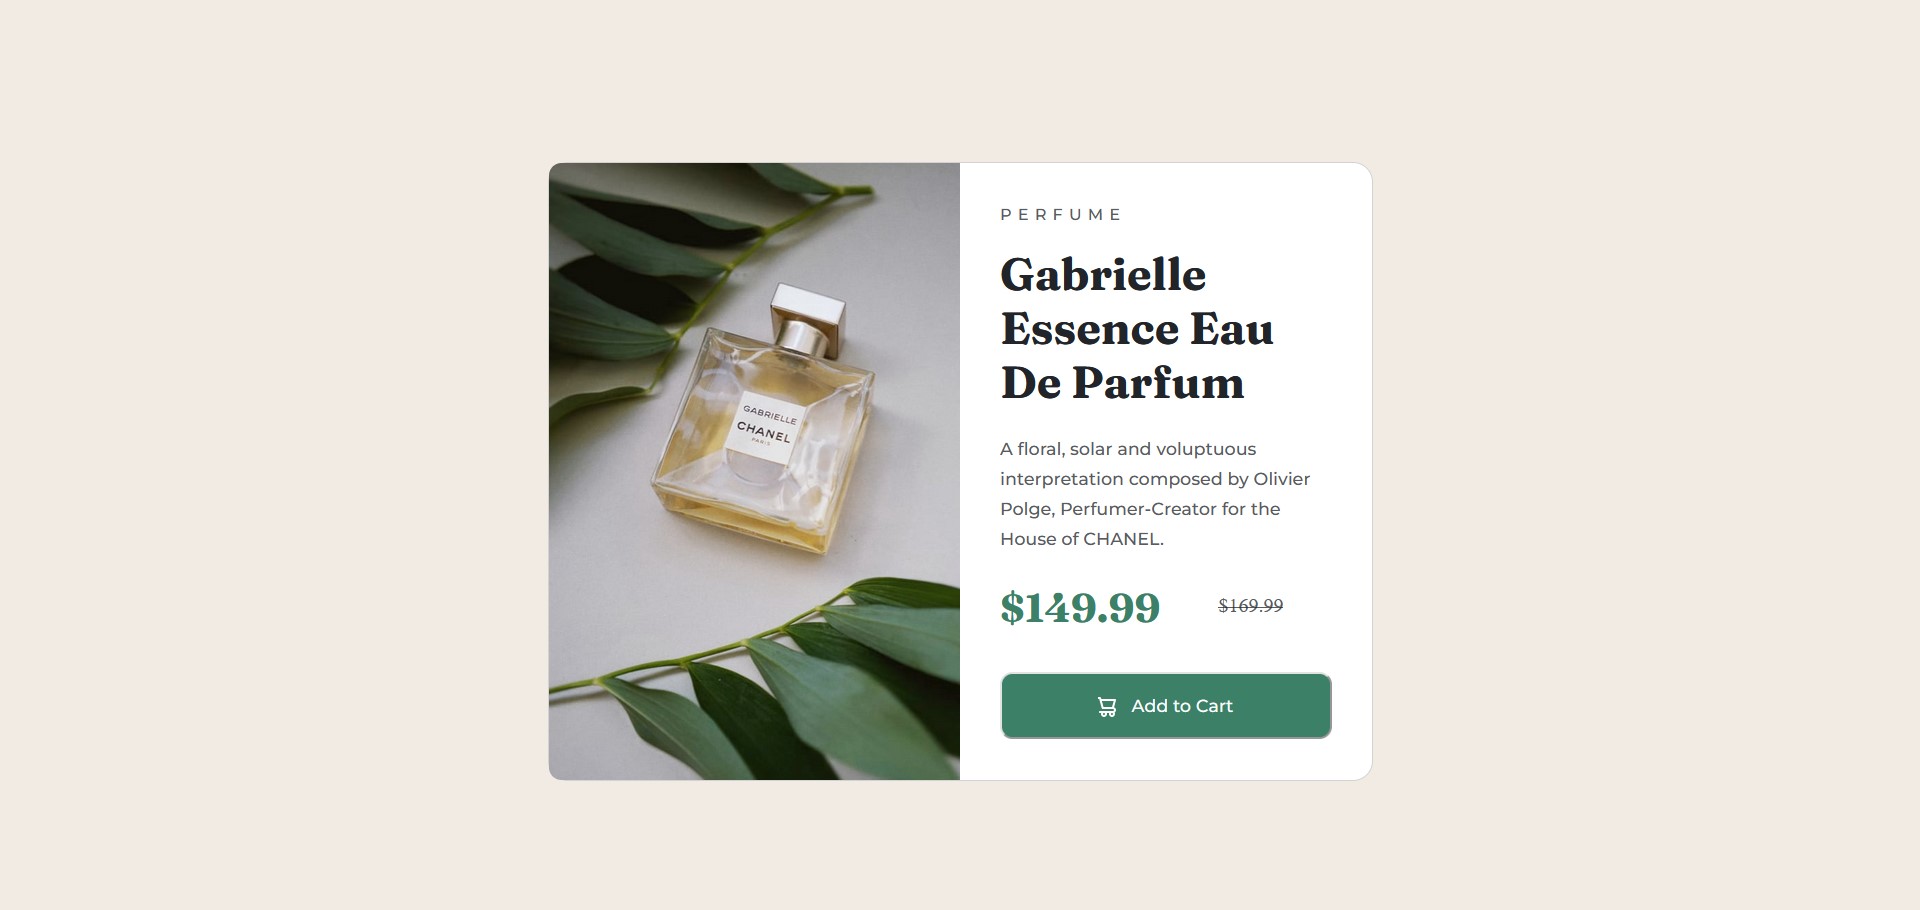 GABRIELLE
CHANEL
PARIS
PERFUME
Gabrielle
Essence Eau
De Parfum
A floral, solar and voluptuous
interpretation composed by Olivier
Polge, Perfumer-Creator for the
House of CHANEL.
$149.99 $169.99
Add to Cart